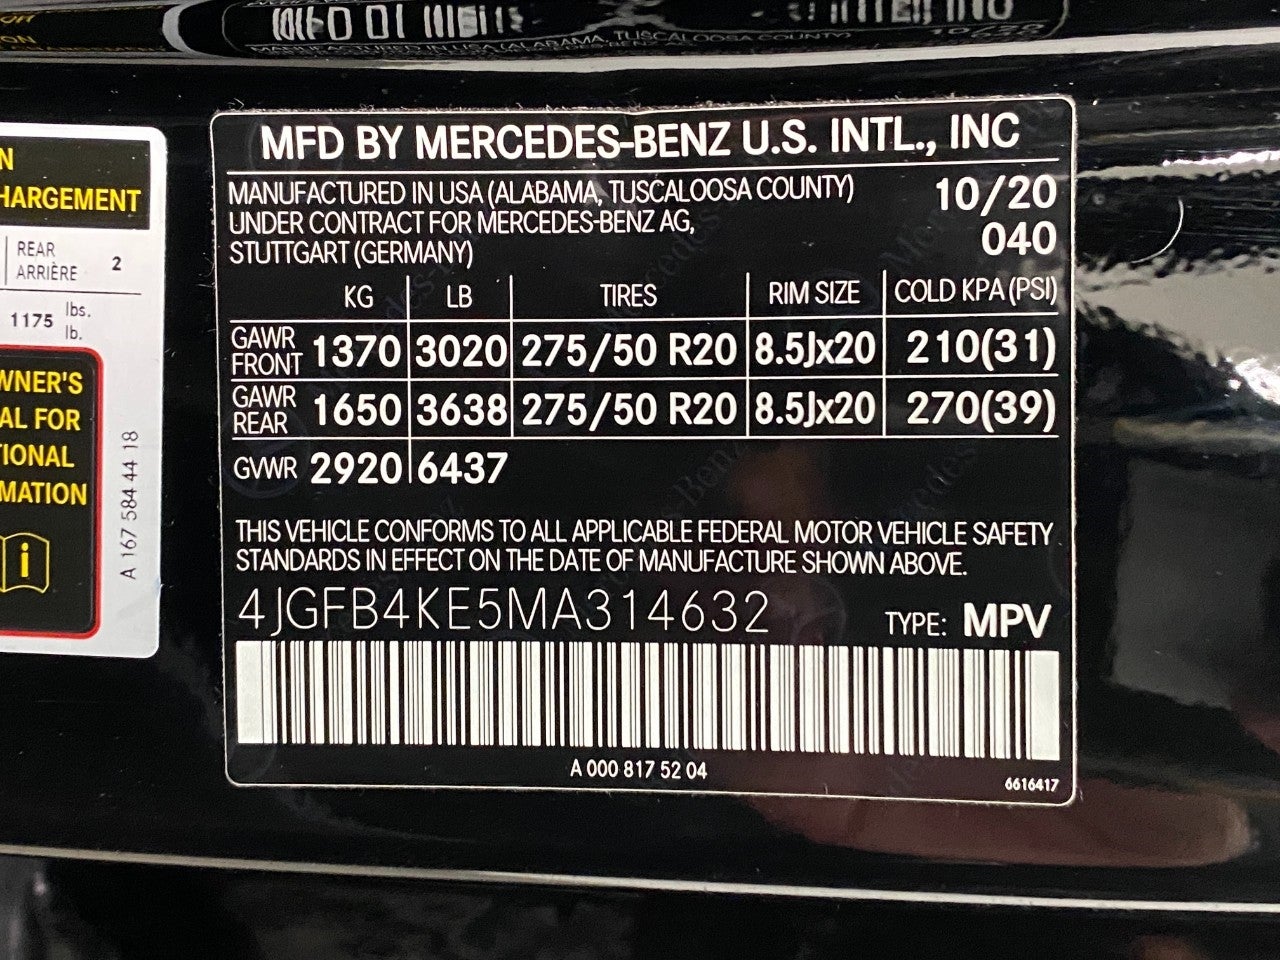 N
HARGEMENT
REAR
ARRIÈRE
2
1175
lbs.
lb.
WNER'S
AL FOR
TIONAL
MATION
i
A 167 584 44 18
MFD BY MERCEDES-BENZ U.S. INTL., INC
MANUFACTURED IN USA (ALABAMA, TUSCALOOSA COUNTY) 10/20
UNDER CONTRACT FOR MERCEDES-BENZ AG, 040
STUTTGART (GERMANY)
KG LB TIRES RIM SIZE COLD KPA (PSI)
GAWR FRONT 1370 3020 275/50 R20 8.5Jx20 210(31)
GAWR REAR 1650 3638 275/50 R20 8.5Jx20 270(39)
GVWR 2920 6437
THIS VEHICLE CONFORMS TO ALL APPLICABLE FEDERAL MOTOR VEHICLE SAFETY
STANDARDS IN EFFECT ON THE DATE OF MANUFACTURE SHOWN ABOVE.
4JGFB4KE5MA314632 TYPE: MPV
A 000 817 52 04
6616417